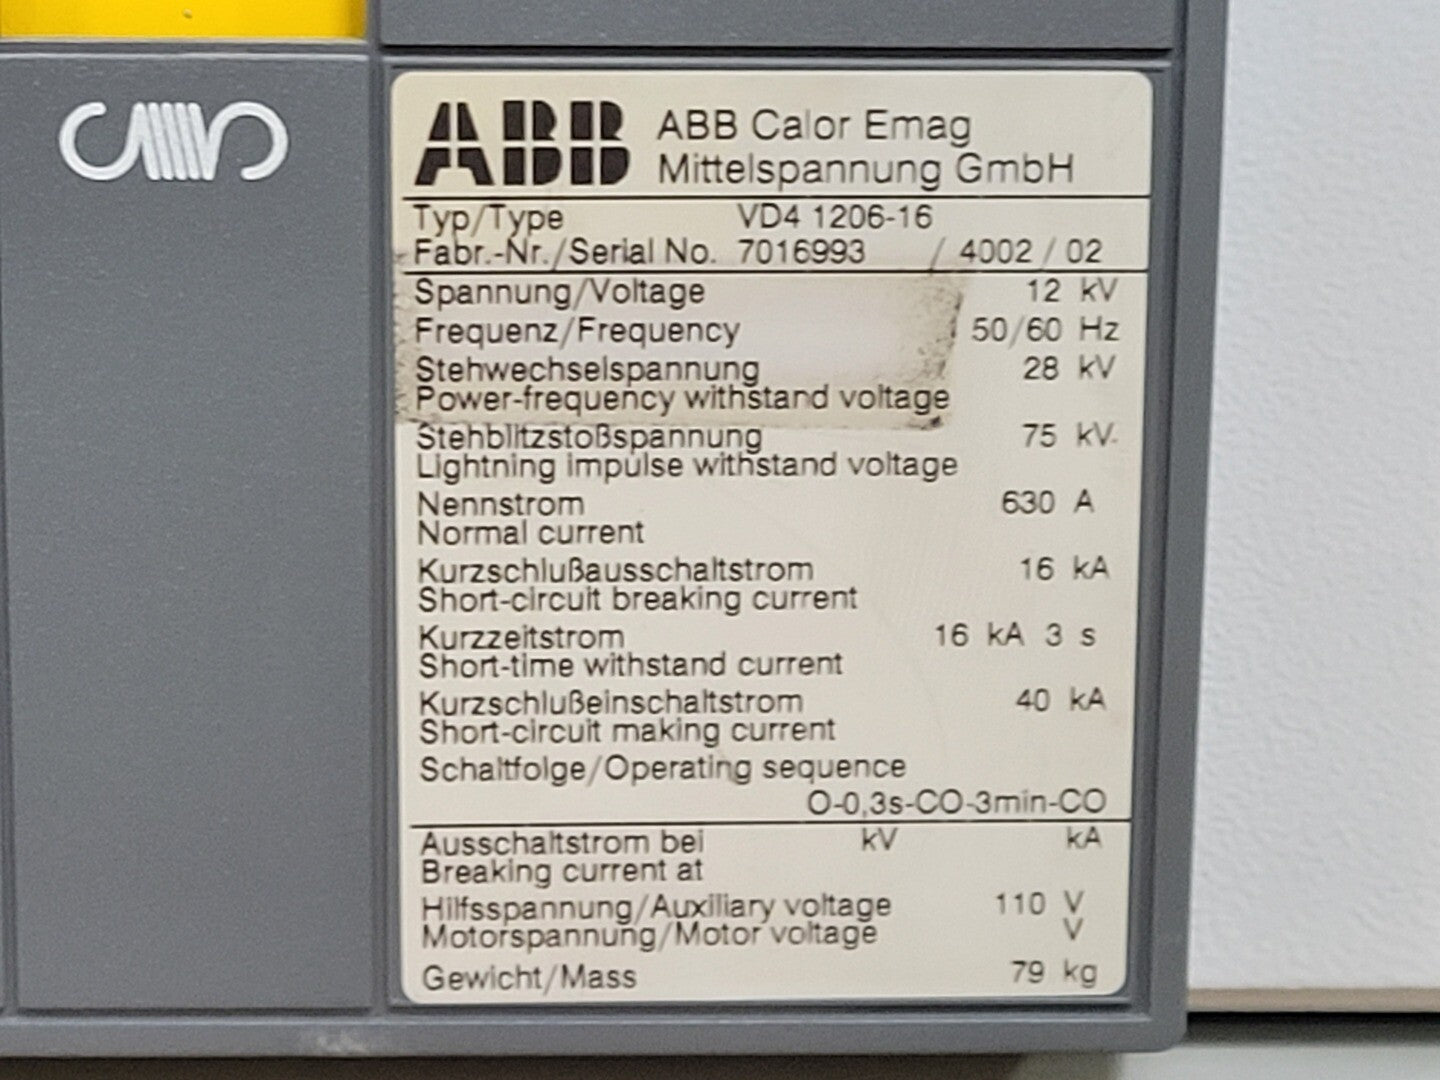 ABB ABB Calor Emag
Mittelspannung GmbH
Typ/Type VD4 1206-16
Fabr.-Nr./Serial No. 7016993 / 4002 / 02
Spannung/Voltage 12 kV
Frequenz/Frequency 50/60 Hz
Stehwechselspannung 28 kV
Power-frequency withstand voltage
Stehblitzstoßspannung 75 kV
Lightning impulse withstand voltage
Nennstrom 630 A
Normal current
Kurzschlußausschaltstrom 16 kA
Short-circuit breaking current
Kurzzeitstrom 16 kA 3 s
Short-time withstand current
Kurzschlußeinschaltstrom 40 kA
Short-circuit making current
Schaltfolge/Operating sequence
O-0,3s-CO-3min-CO
Ausschaltstrom bei kV kA
Breaking current at
Hilfsspannung/Auxiliary voltage 110 V
Motorspannung/Motor voltage V
Gewicht/Mass 79 kg